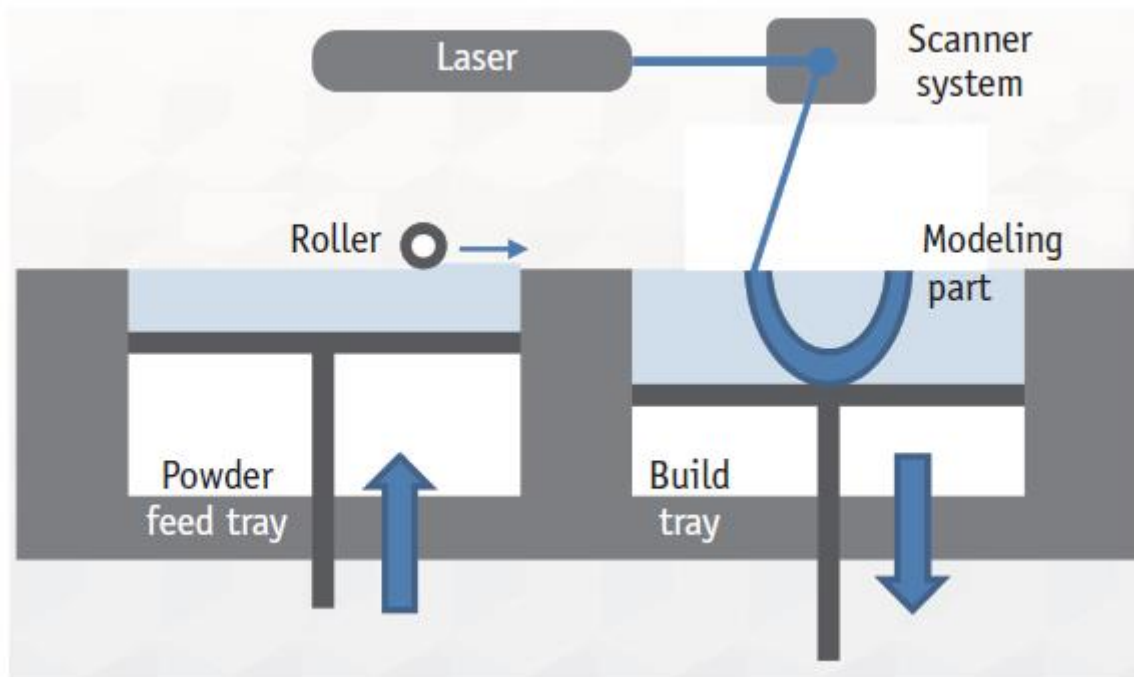 Laser
Scanner
system
Roller
Modeling
part
Powder
feed tray
Build
tray